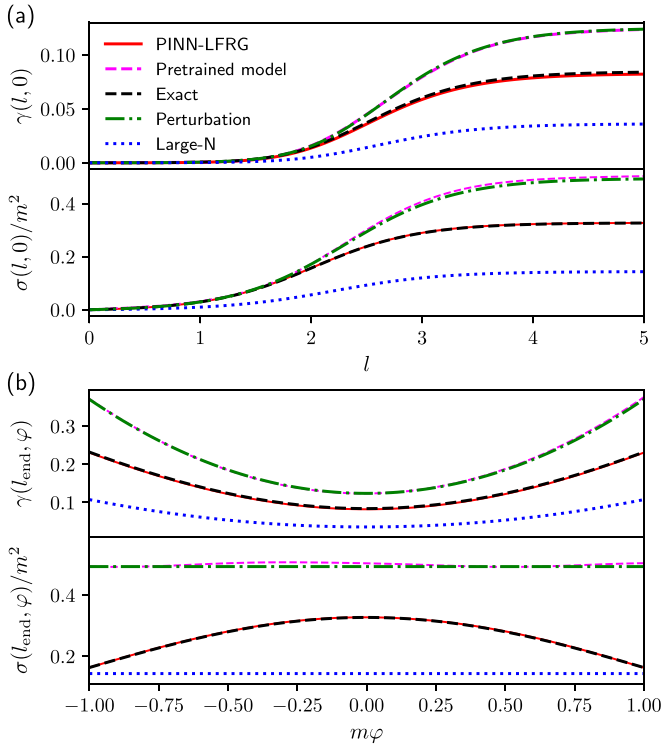 (a)
γ(l, 0)
0.10
0.05
0.00
PINN-LFRG
Pretrained model
Exact
Perturbation
Large-N
σ(l, 0)/m²
0.4
0.2
0.0
0 1 2 3 4 5
l
(b)
γ(l_end, φ)
0.3
0.2
0.1
σ(l_end, φ)/m²
0.4
0.2
−1.00 −0.75 −0.50 −0.25 0.00 0.25 0.50 0.75 1.00
mφ